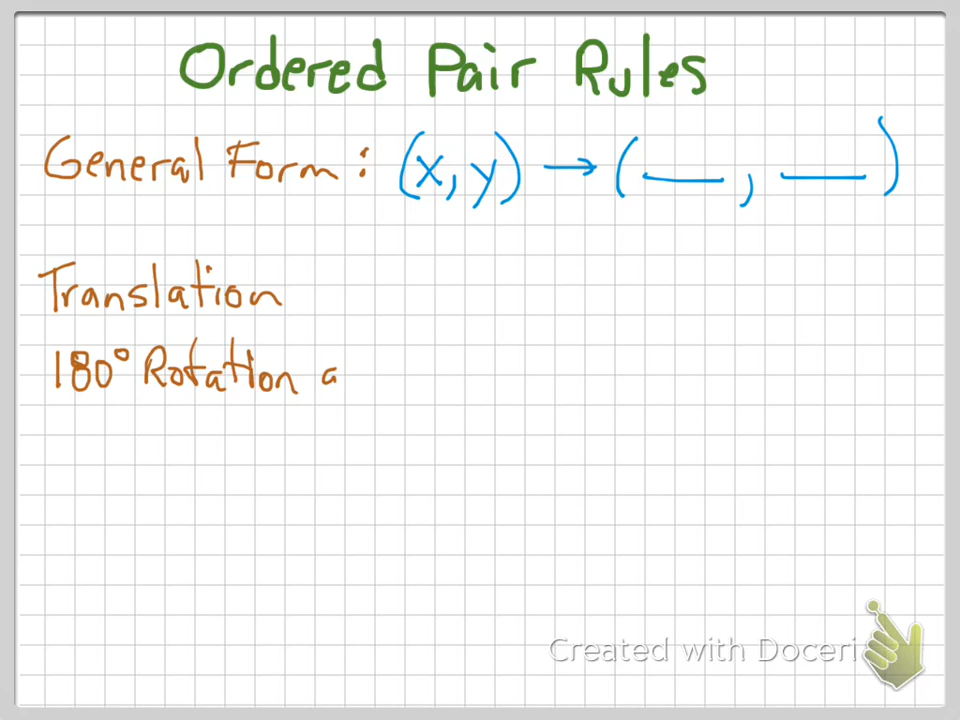 Ordered Pair Rules
General Form: (x, y) → (___, ___)
Translation
180° Rotation a
Created with Doceri